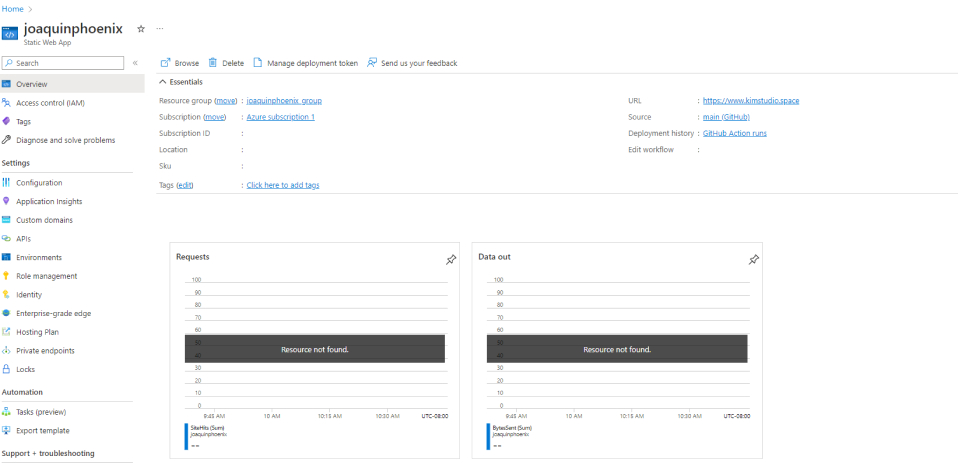 Home >
joaquinphoenix
Static Web App
Search
Overview
Access control (IAM)
Tags
Diagnose and solve problems
Settings
Configuration
Application Insights
Custom domains
APIs
Environments
Role management
Identity
Enterprise-grade edge
Hosting Plan
Private endpoints
Locks
Automation
Tasks (preview)
Export template
Support + troubleshooting
Browse Delete Manage deployment token Send us your feedback
Essentials
Resource group (move) : joaquinphoenix_group
Subscription (move) : Azure subscription 1
Subscription ID :
Location :
Sku :
Tags (edit) : Click here to add tags
URL : https://www.kimstudio.space
Source : main (GitHub)
Deployment history : GitHub Action runs
Edit workflow :
Requests
100
90
80
70
60
50
Resource not found.
40
30
20
10
0
9:45 AM 10 AM 10:15 AM 10:30 AM UTC-08:00
SiteHits (Sum)
joaquinphoenix
--
Data out
100
90
80
70
60
50
Resource not found.
40
30
20
10
0
9:45 AM 10 AM 10:15 AM 10:30 AM UTC-08:00
BytesSent (Sum)
joaquinphoenix
--